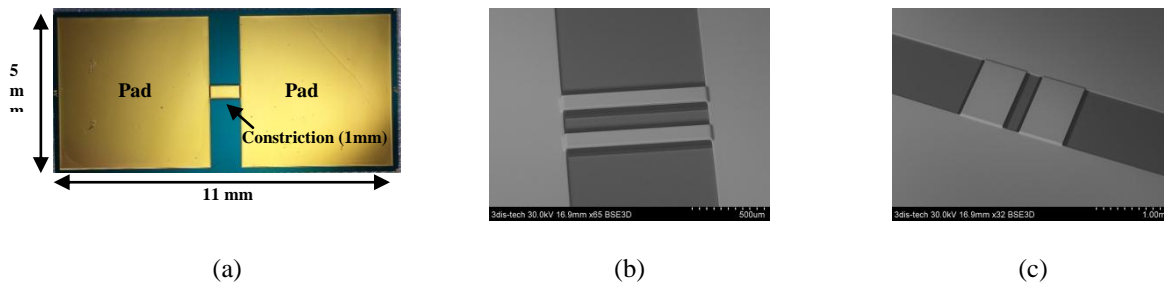 5
m
m
Pad
Pad
Constriction (1mm)
11 mm
3dis-tech 30.0kV 16.9mm x65 BSE3D
500um
3dis-tech 30.0kV 16.9mm x32 BSE3D
1.00m
(a)
(b)
(c)